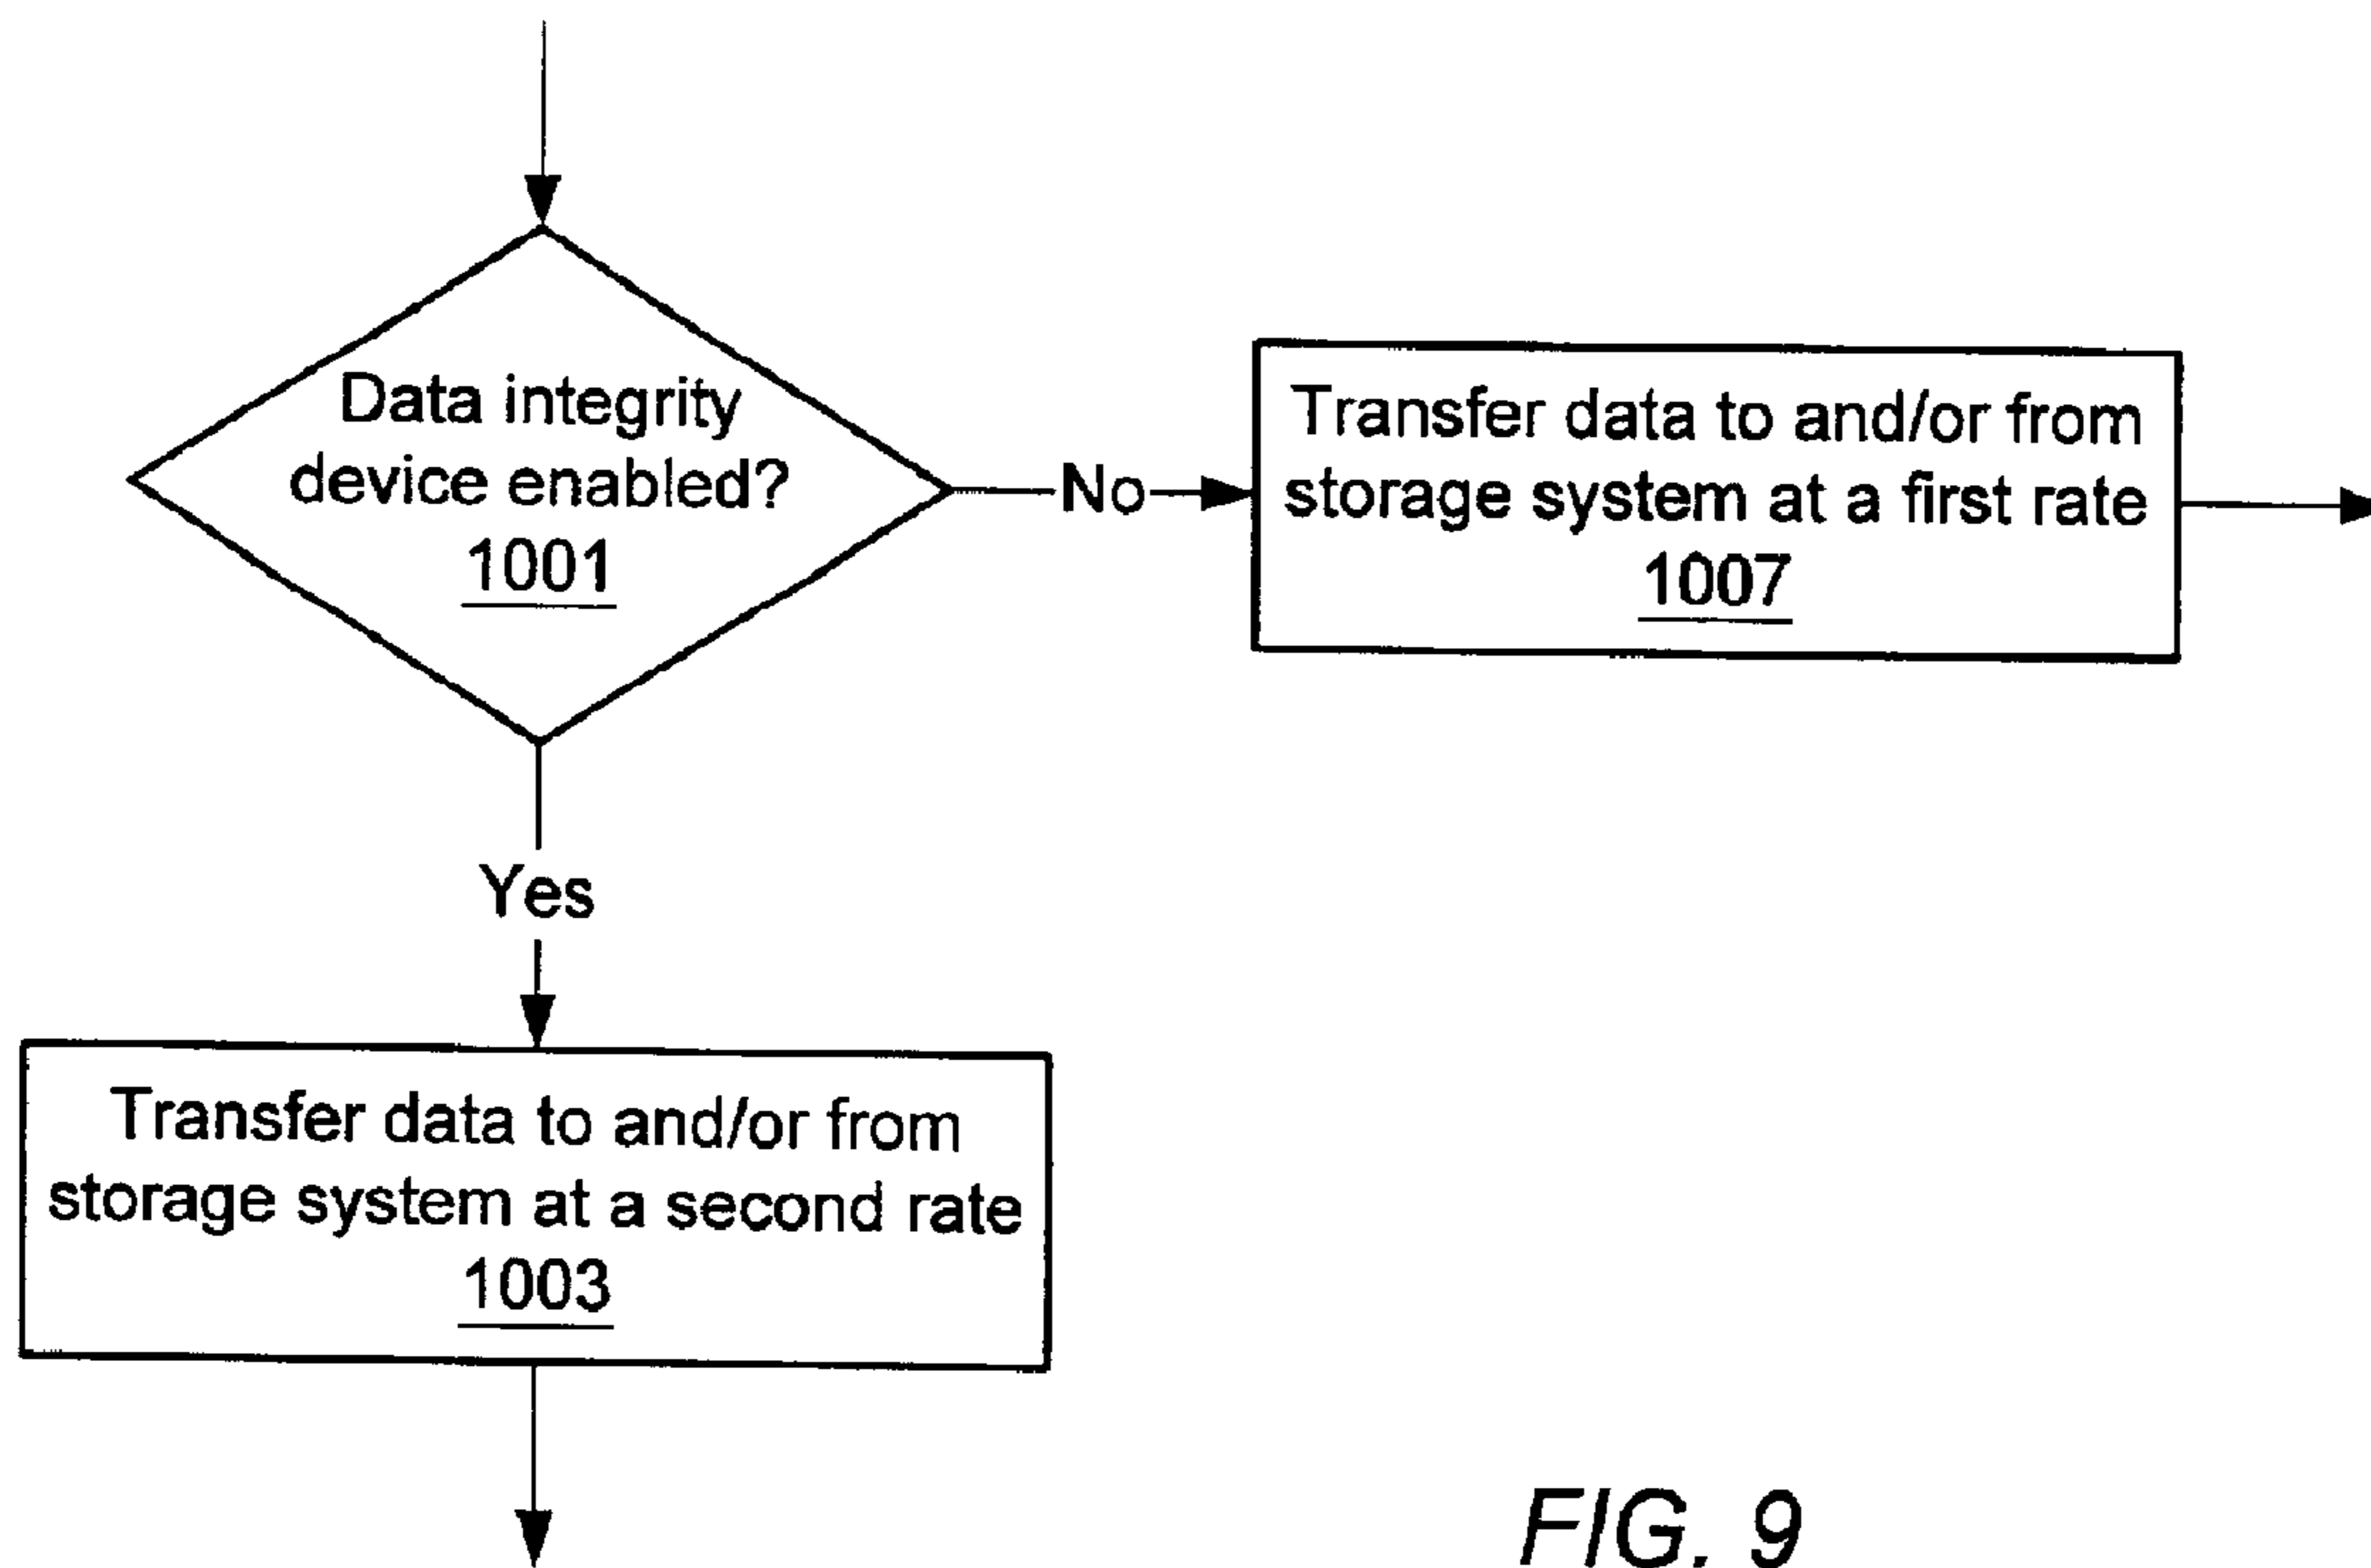 Data integrity
device enabled?
1001
No
Transfer data to and/or from
storage system at a first rate
1007
Yes
Transfer data to and/or from
storage system at a second rate
1003
FIG. 9